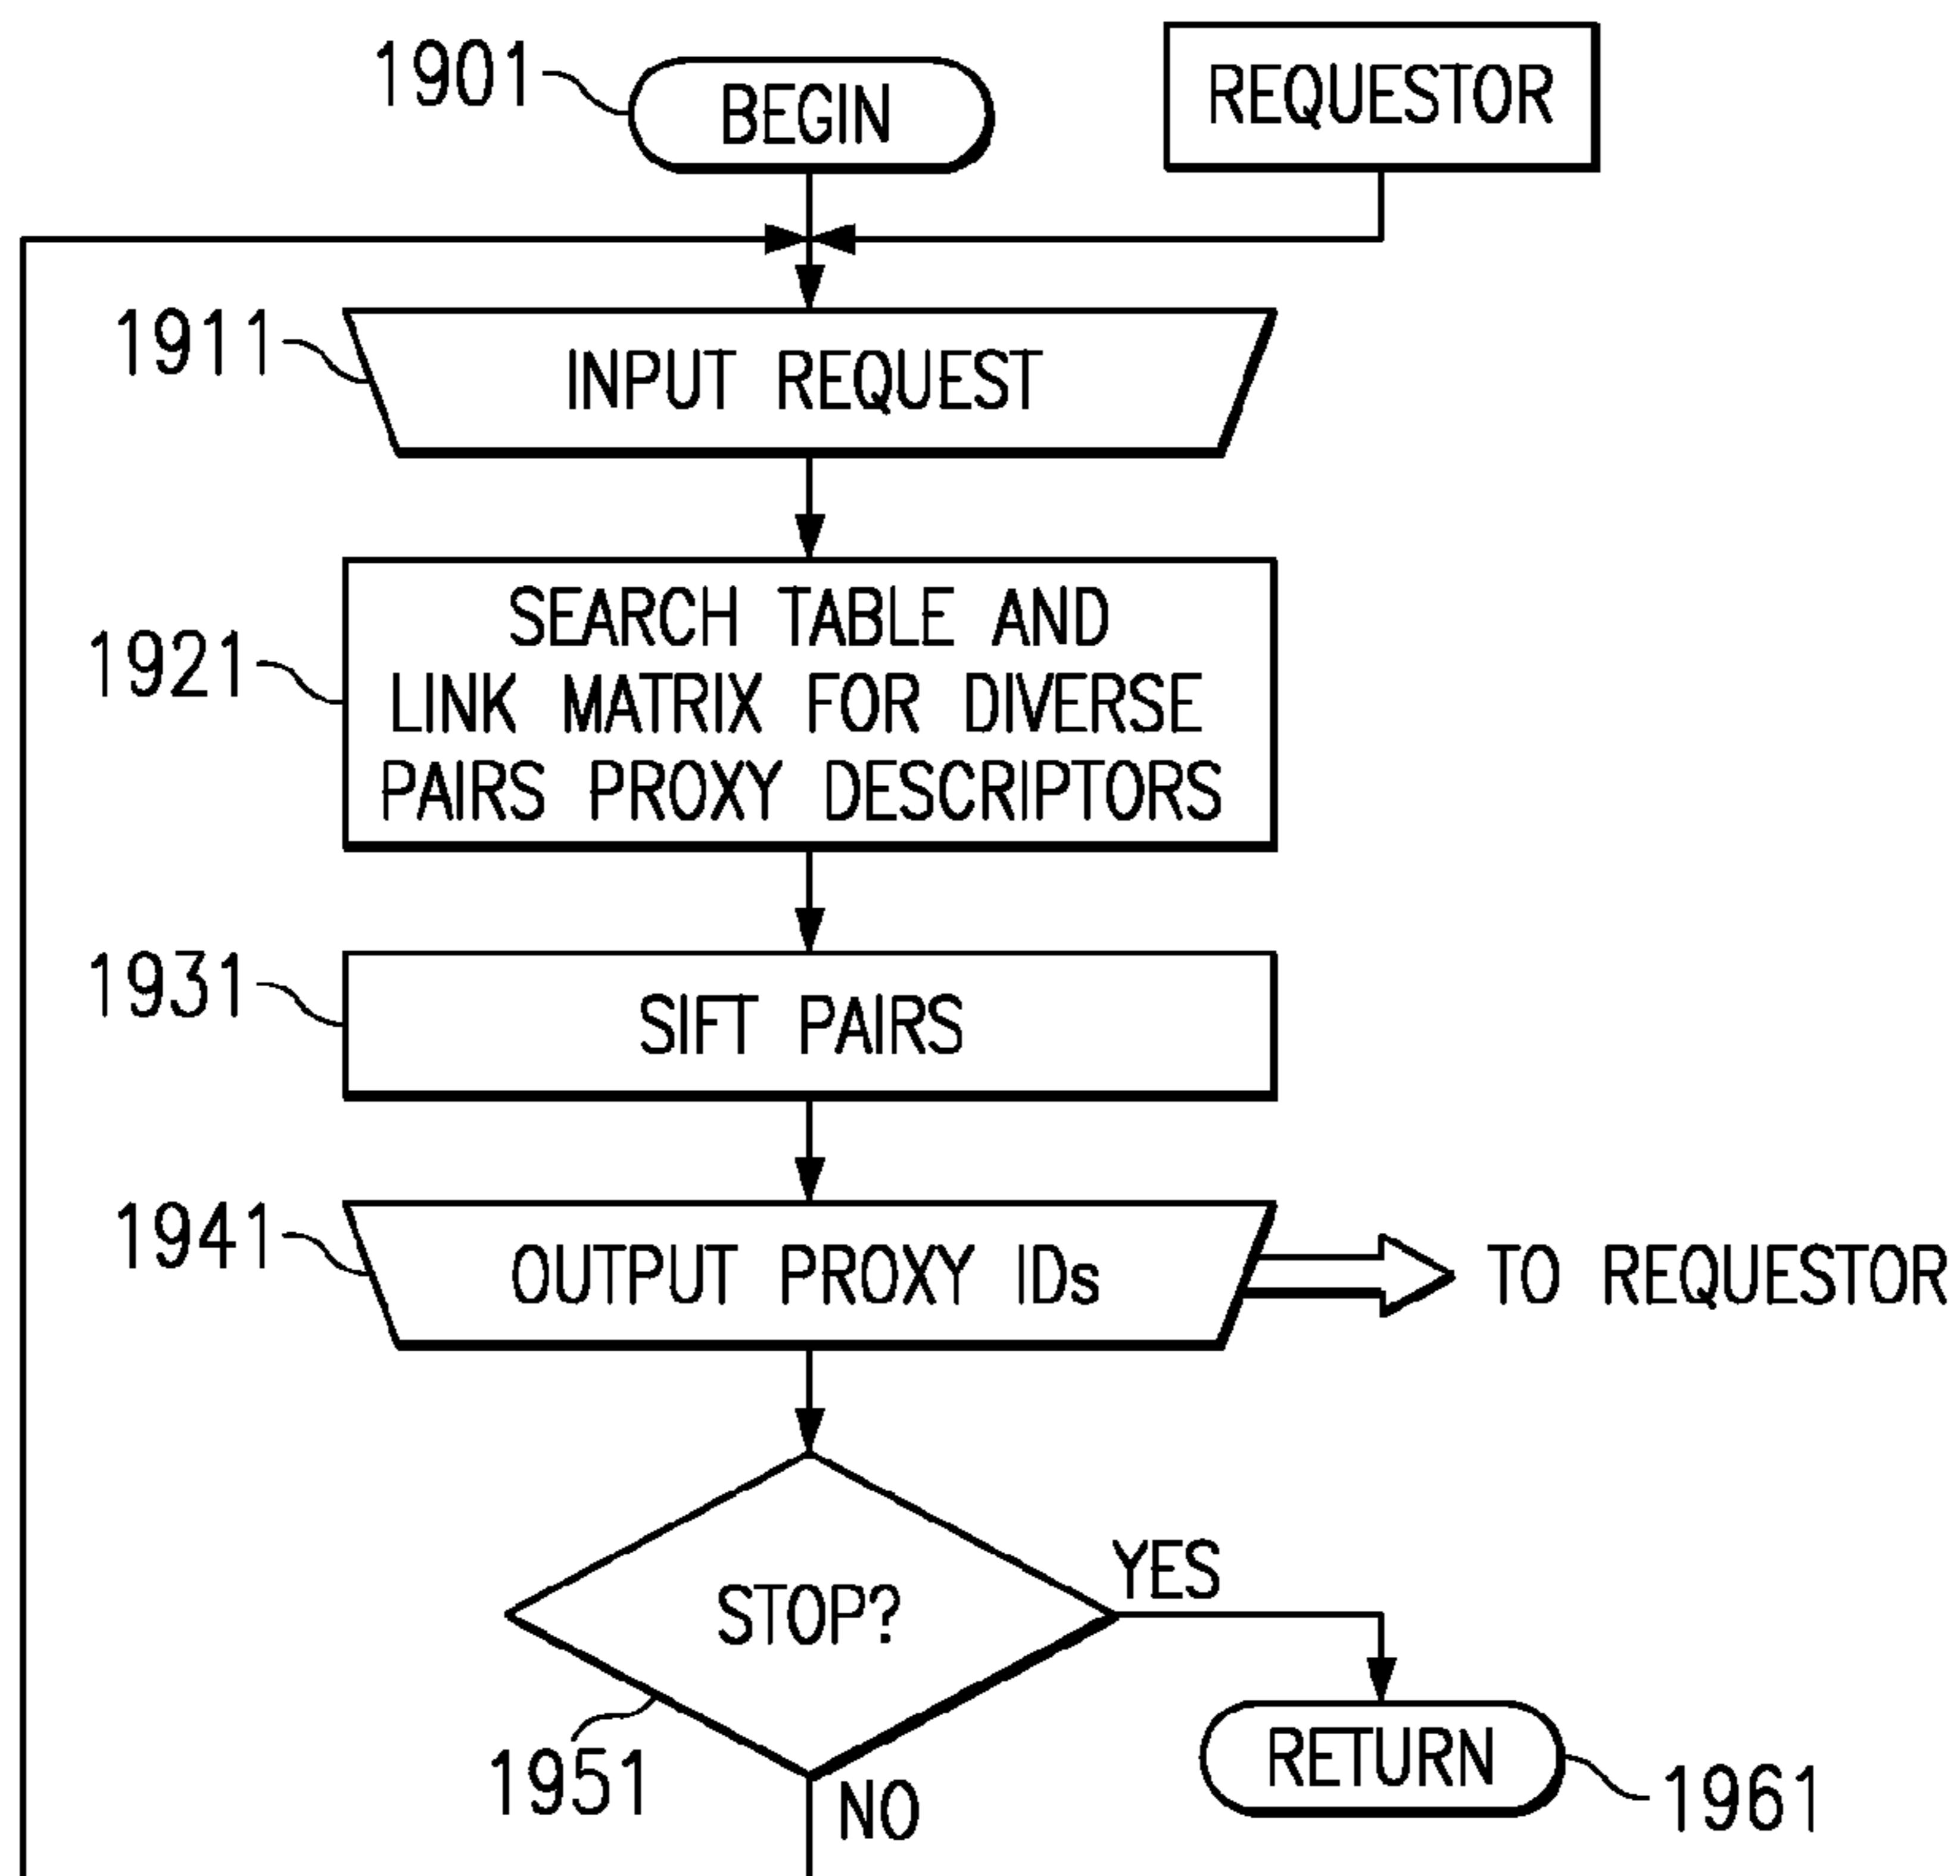 1901
BEGIN
REQUESTOR
1911
INPUT REQUEST
1921
SEARCH TABLE AND
LINK MATRIX FOR DIVERSE
PAIRS PROXY DESCRIPTORS
1931
SIFT PAIRS
1941
OUTPUT PROXY IDs
TO REQUESTOR
STOP?
YES
1951
NO
RETURN
1961